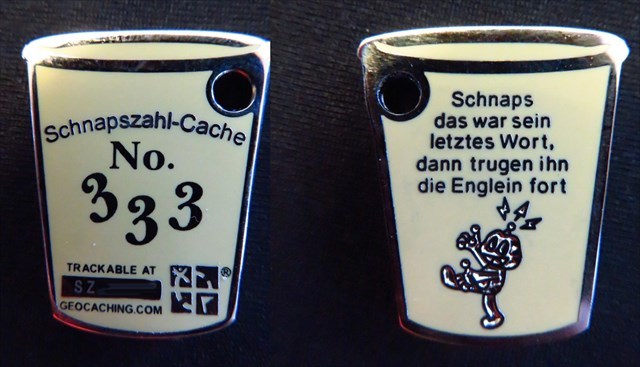 Schnapszahl-Cache
No.
333
TRACKABLE AT
SZ
GEOCACHING.COM
®
Schnaps
das war sein
letztes Wort,
dann trugen ihn
die Englein fort